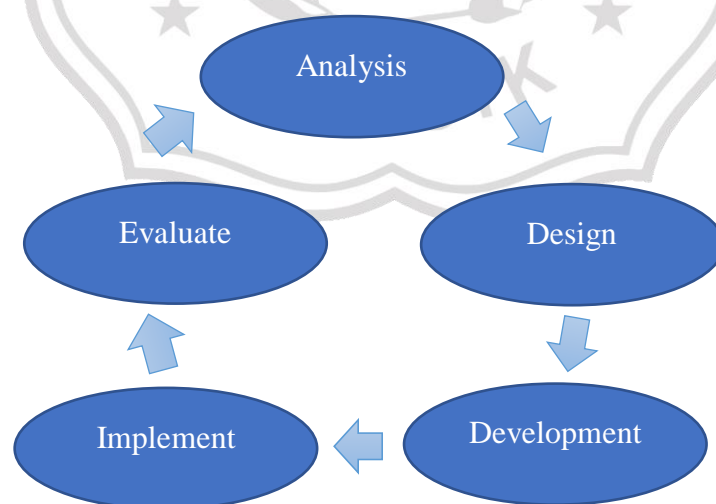 Analysis
Design
Development
Implement
Evaluate